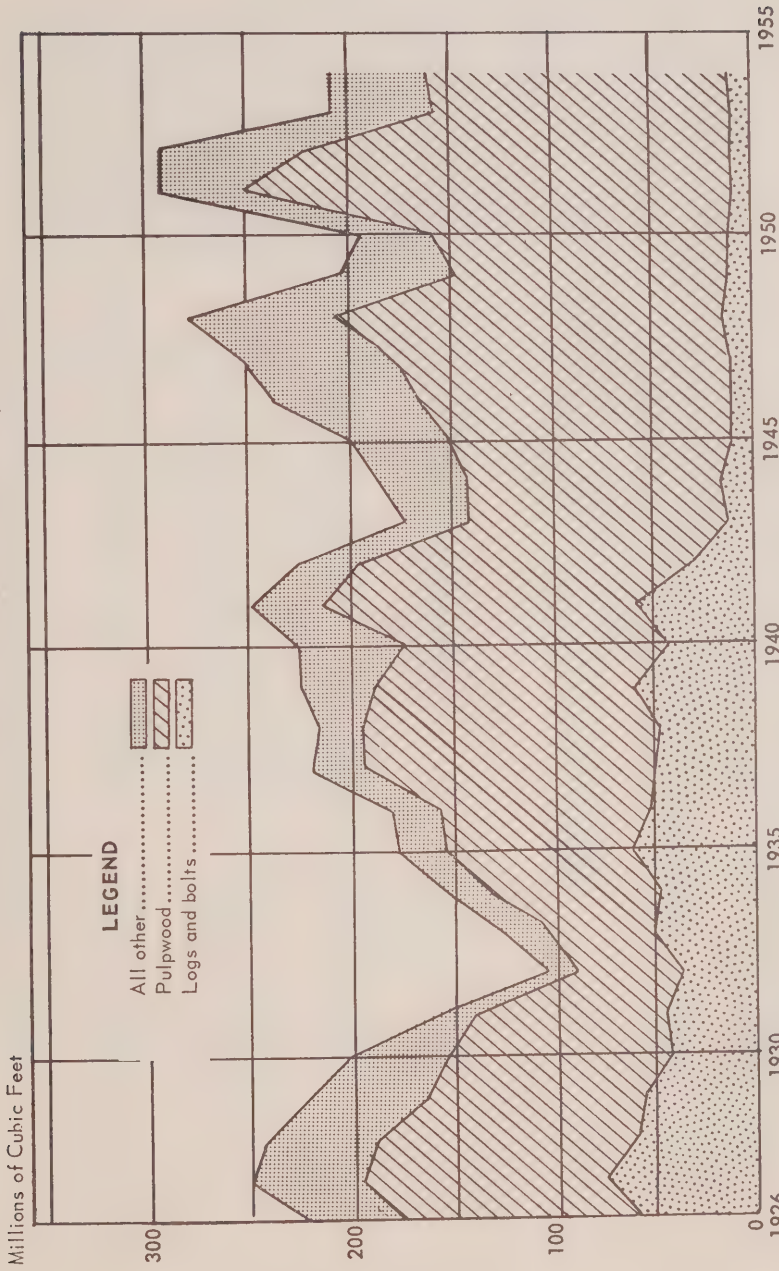 Millions of Cubic Feet
300
200
100
0
LEGEND
All other
Pulpwood
Logs and bolts
1926
1930
1935
1940
1945
1950
1955